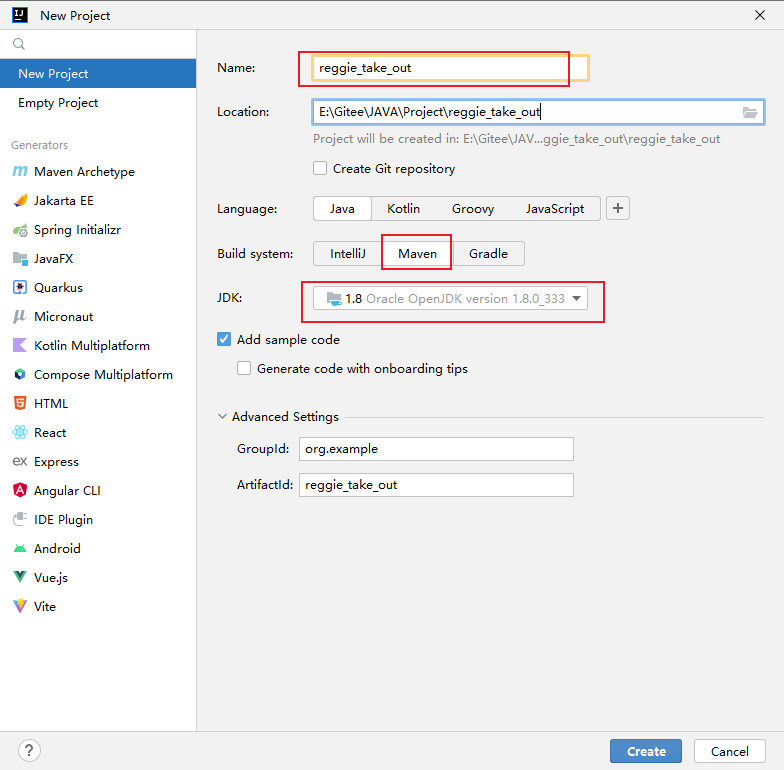 New Project
New Project
Empty Project
Generators
Maven Archetype
Jakarta EE
Spring Initializr
JavaFX
Quarkus
Micronaut
Kotlin Multiplatform
Compose Multiplatform
HTML
React
ex Express
Angular CLI
IDE Plugin
Android
Vue.js
Vite
Name: reggie_take_out
Location: E:\Gitee\JAVA\Project\reggie_take_out
Project will be created in: E:\Gitee\JAV...ggie_take_out\reggie_take_out
Create Git repository
Language: Java Kotlin Groovy JavaScript +
Build system: IntelliJ Maven Gradle
JDK: 1.8 Oracle OpenJDK version 1.8.0_333
Add sample code
Generate code with onboarding tips
Advanced Settings
GroupId: org.example
ArtifactId: reggie_take_out
? Create Cancel